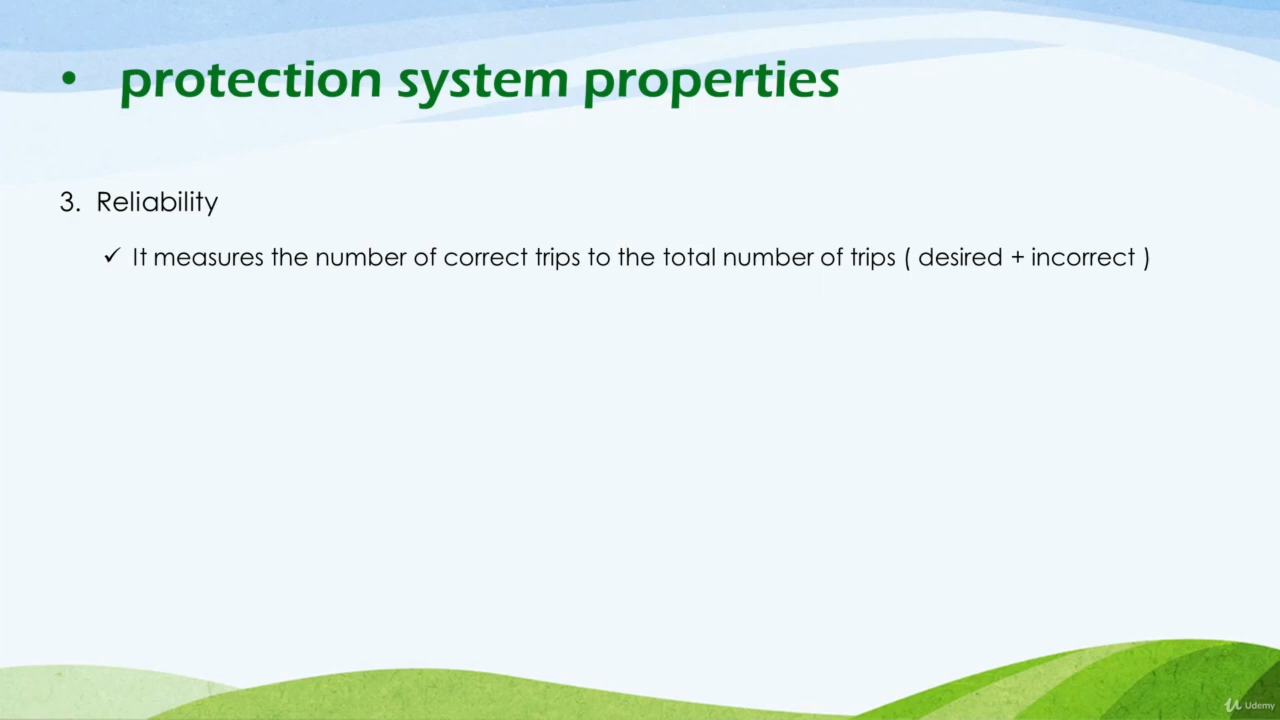 • protection system properties
3. Reliability
✓ It measures the number of correct trips to the total number of trips ( desired + incorrect )
Udemy